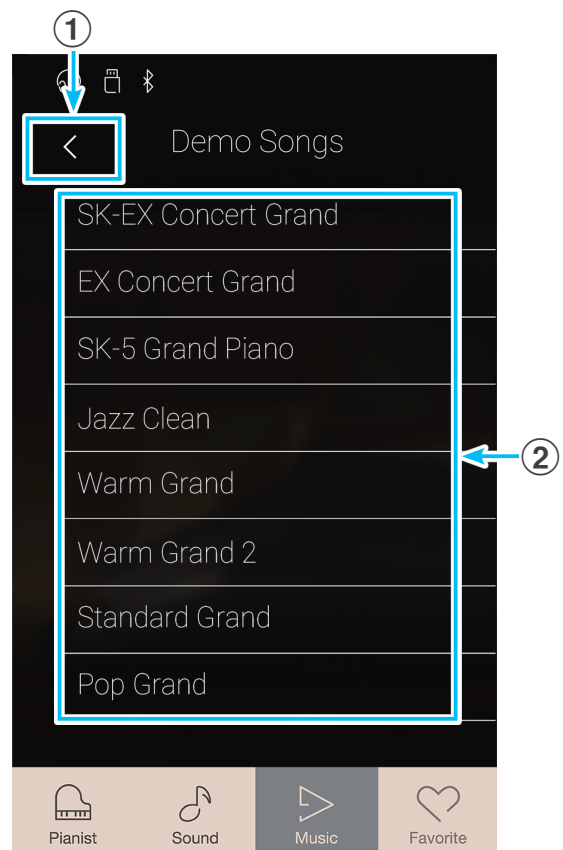 1
Demo Songs
SK-EX Concert Grand
EX Concert Grand
SK-5 Grand Piano
Jazz Clean
2
Warm Grand
Warm Grand 2
Standard Grand
Pop Grand
Pianist Sound Music Favorite